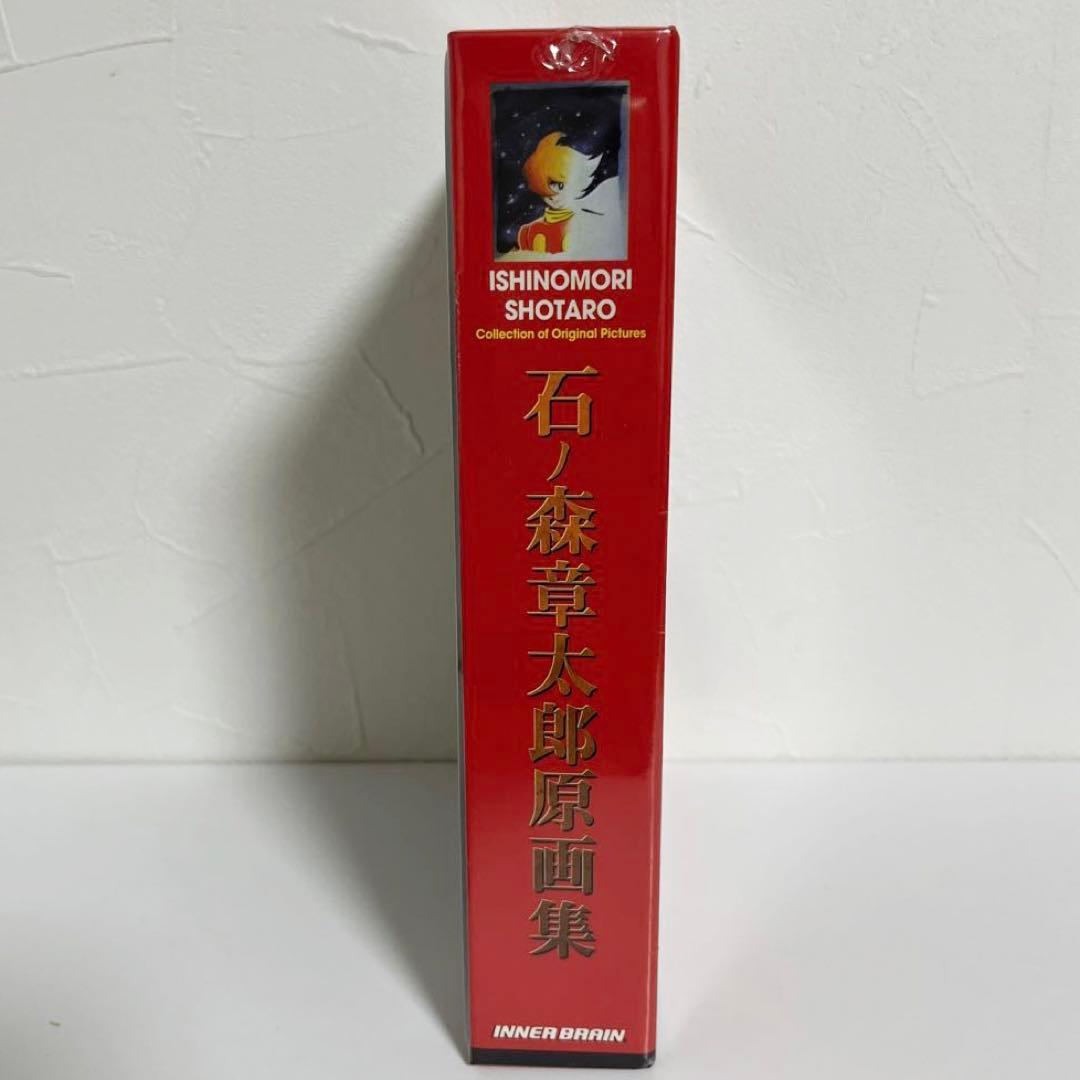 ISHINOMORI
SHOTARO
Collection of Original Pictures
石ノ森章太郎原画集
INNER BRAIN